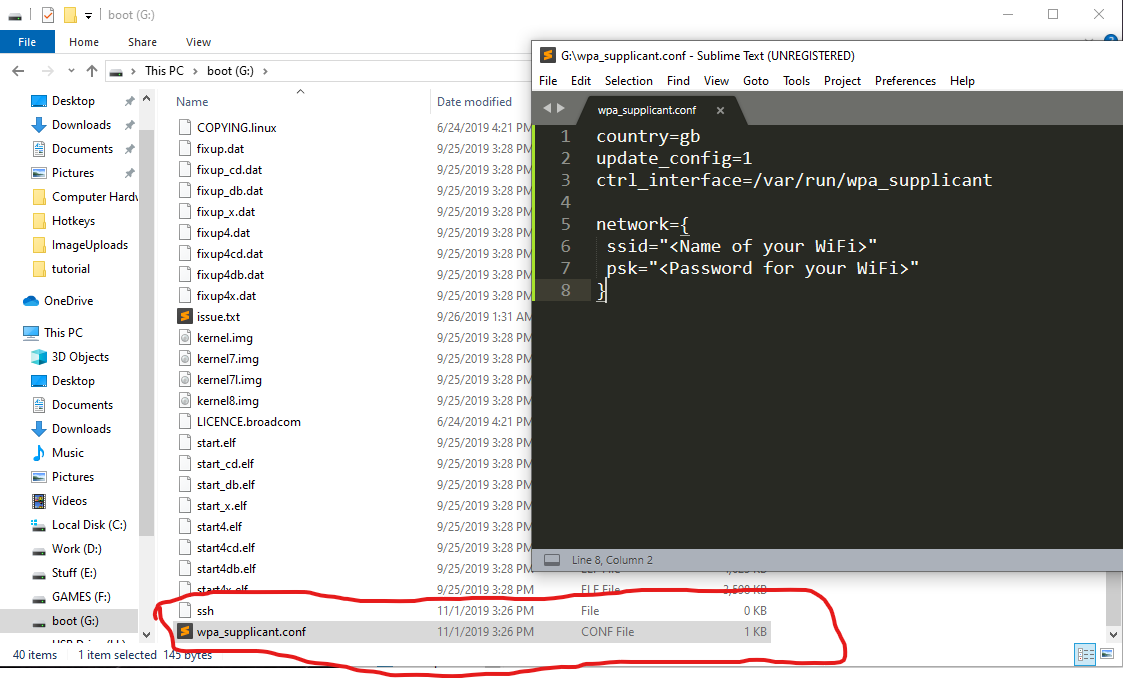 boot (G:)
File Home Share View
This PC boot (G:)
Desktop
Downloads
Documents
Pictures
Computer Hardw
Hotkeys
ImageUploads
tutorial
OneDrive
This PC
3D Objects
Desktop
Documents
Downloads
Music
Pictures
Videos
Local Disk (C:)
Work (D:)
Stuff (E:)
GAMES (F:)
boot (G:)
Name Date modified
COPYING.linux 6/24/2019 4:21 PM
fixup.dat 9/25/2019 3:28 PM
fixup_cd.dat 9/25/2019 3:28 PM
fixup_db.dat 9/25/2019 3:28 PM
fixup_x.dat 9/25/2019 3:28 PM
fixup4.dat 9/25/2019 3:28 PM
fixup4cd.dat 9/25/2019 3:28 PM
fixup4db.dat 9/25/2019 3:28 PM
fixup4x.dat 9/25/2019 3:28 PM
issue.txt 9/26/2019 1:31 AM
kernel.img 9/25/2019 3:28 PM
kernel7.img 9/25/2019 3:28 PM
kernel7l.img 9/25/2019 3:28 PM
kernel8.img 9/25/2019 3:28 PM
LICENCE.broadcom 6/24/2019 4:21 PM
start.elf 9/25/2019 3:28 PM
start_cd.elf 9/25/2019 3:28 PM
start_db.elf 9/25/2019 3:28 PM
start_x.elf 9/25/2019 3:28 PM
start4.elf 9/25/2019 3:28 PM
start4cd.elf 9/25/2019 3:28 PM
start4db.elf 9/25/2019 3:28 PM
start4x.elf 9/25/2019 3:28 PM ELF File 3,598 KB
ssh 11/1/2019 3:26 PM File 0 KB
wpa_supplicant.conf 11/1/2019 3:26 PM CONF File 1 KB
40 items 1 item selected 145 bytes
G:\wpa_supplicant.conf - Sublime Text (UNREGISTERED)
File Edit Selection Find View Goto Tools Project Preferences Help
wpa_supplicant.conf ×
1 country=gb
2 update_config=1
3 ctrl_interface=/var/run/wpa_supplicant
4
5 network={
6 ssid="<Name of your WiFi>"
7 psk="<Password for your WiFi>"
8 }
Line 8, Column 2